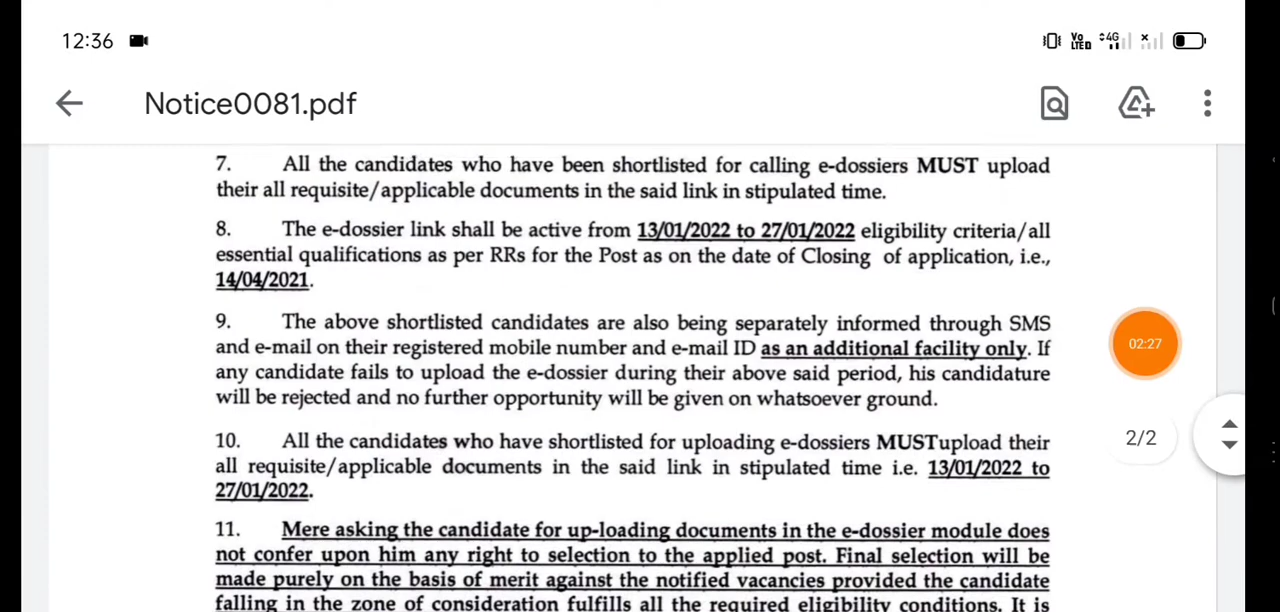 12:36
Vo
LTED
4G
Notice0081.pdf
7. All the candidates who have been shortlisted for calling e-dossiers MUST upload
their all requisite/applicable documents in the said link in stipulated time.
8. The e-dossier link shall be active from 13/01/2022 to 27/01/2022 eligibility criteria/all
essential qualifications as per RRs for the Post as on the date of Closing of application, i.e.,
14/04/2021.
9. The above shortlisted candidates are also being separately informed through SMS
and e-mail on their registered mobile number and e-mail ID as an additional facility only. If
any candidate fails to upload the e-dossier during their above said period, his candidature
will be rejected and no further opportunity will be given on whatsoever ground.
02:27
2/2
10. All the candidates who have shortlisted for uploading e-dossiers MUSTupload their
all requisite/applicable documents in the said link in stipulated time i.e. 13/01/2022 to
27/01/2022.
11. Mere asking the candidate for up-loading documents in the e-dossier module does
not confer upon him any right to selection to the applied post. Final selection will be
made purely on the basis of merit against the notified vacancies provided the candidate
falling in the zone of consideration fulfills all the required eligibility conditions. It is